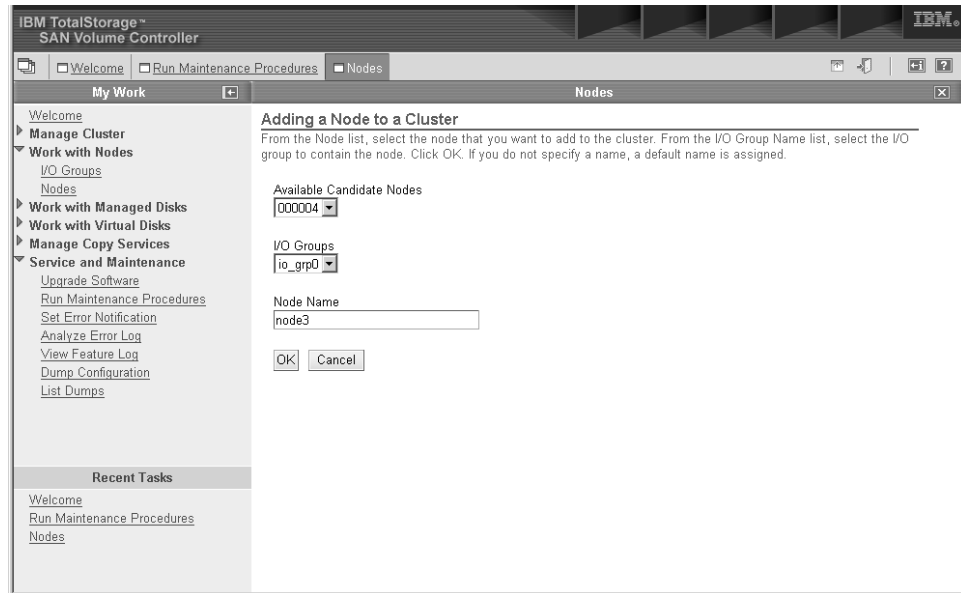 IBM TotalStorage™
SAN Volume Controller
IBM®
Welcome
Run Maintenance Procedures
Nodes
My Work
Nodes
Welcome
Manage Cluster
Work with Nodes
I/O Groups
Nodes
Work with Managed Disks
Work with Virtual Disks
Manage Copy Services
Service and Maintenance
Upgrade Software
Run Maintenance Procedures
Set Error Notification
Analyze Error Log
View Feature Log
Dump Configuration
List Dumps
Recent Tasks
Welcome
Run Maintenance Procedures
Nodes
Adding a Node to a Cluster
From the Node list, select the node that you want to add to the cluster. From the I/O Group Name list, select the I/O
group to contain the node. Click OK. If you do not specify a name, a default name is assigned.
Available Candidate Nodes
000004
I/O Groups
io_grp0
Node Name
node3
OK Cancel